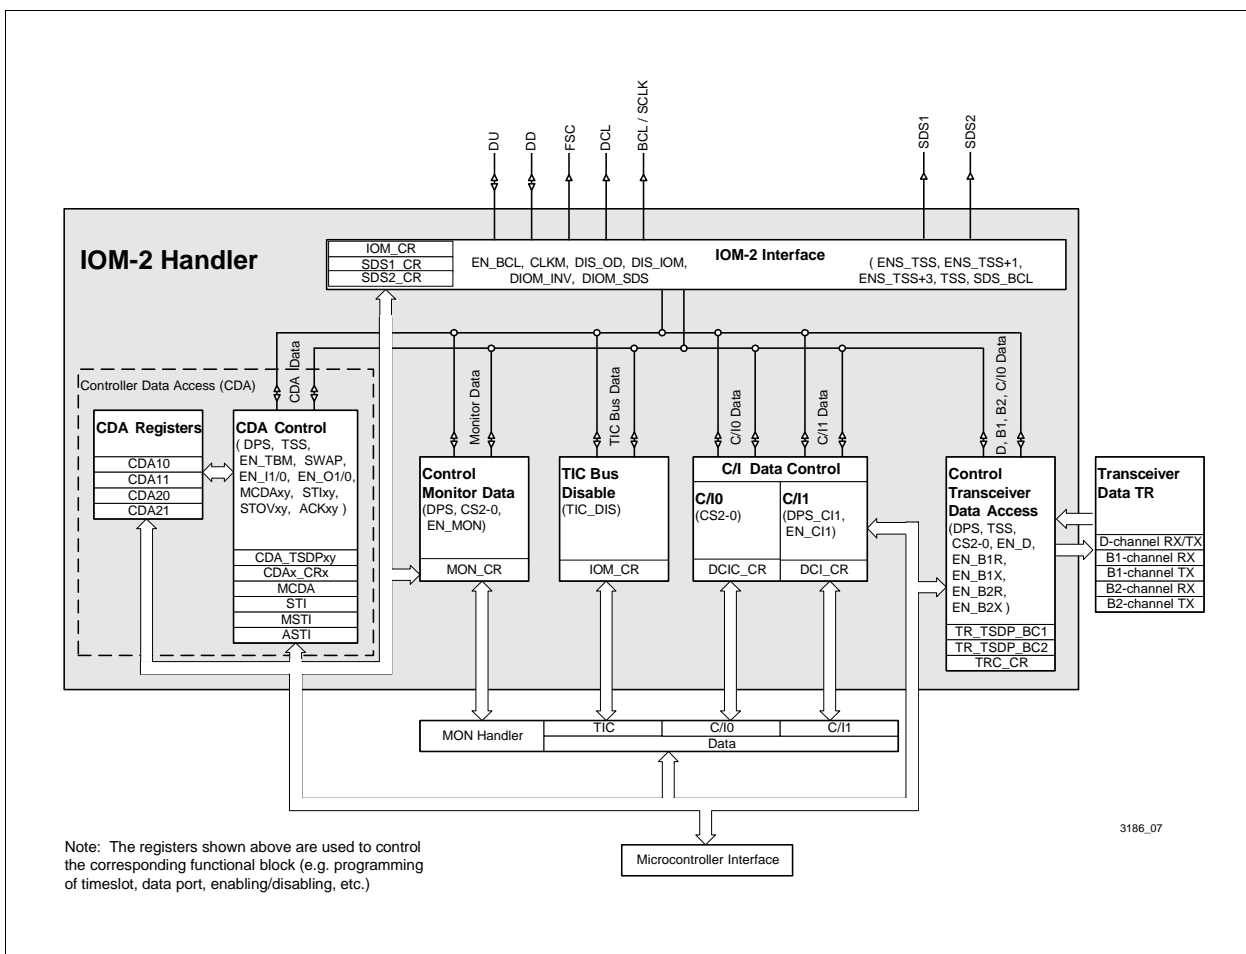 DU
DD
FSC
DCL
BCL / SCLK
SDS1
SDS2
IOM-2 Handler
IOM_CR
SDS1_CR
SDS2_CR
EN_BCL, CLKM, DIS_OD, DIS_IOM,
DIOM_INV, DIOM_SDS
IOM-2 Interface
( ENS_TSS, ENS_TSS+1,
ENS_TSS+3, TSS, SDS_BCL
Controller Data Access (CDA)
CDA Data
Monitor Data
TIC Bus Data
C/I0 Data
C/I1 Data
D, B1, B2, C/I0 Data
CDA Registers
CDA10
CDA11
CDA20
CDA21
CDA Control
( DPS, TSS,
EN_TBM, SWAP,
EN_I1/0, EN_O1/0,
MCDAxy, STIxy,
STOVxy, ACKxy )
CDA_TSDPxy
CDAx_CRx
MCDA
STI
MSTI
ASTI
Control
Monitor Data
(DPS, CS2-0,
EN_MON)
MON_CR
TIC Bus
Disable
(TIC_DIS)
IOM_CR
C/I Data Control
C/I0
(CS2-0)
DCIC_CR
C/I1
(DPS_CI1,
EN_CI1)
DCI_CR
Control
Transceiver
Data Access
(DPS, TSS,
CS2-0, EN_D,
EN_B1R,
EN_B1X,
EN_B2R,
EN_B2X )
TR_TSDP_BC1
TR_TSDP_BC2
TRC_CR
Transceiver
Data TR
D-channel RX/TX
B1-channel RX
B1-channel TX
B2-channel RX
B2-channel TX
MON Handler
TIC
C/I0
C/I1
Data
Microcontroller Interface
3186_07
Note: The registers shown above are used to control
the corresponding functional block (e.g. programming
of timeslot, data port, enabling/disabling, etc.)